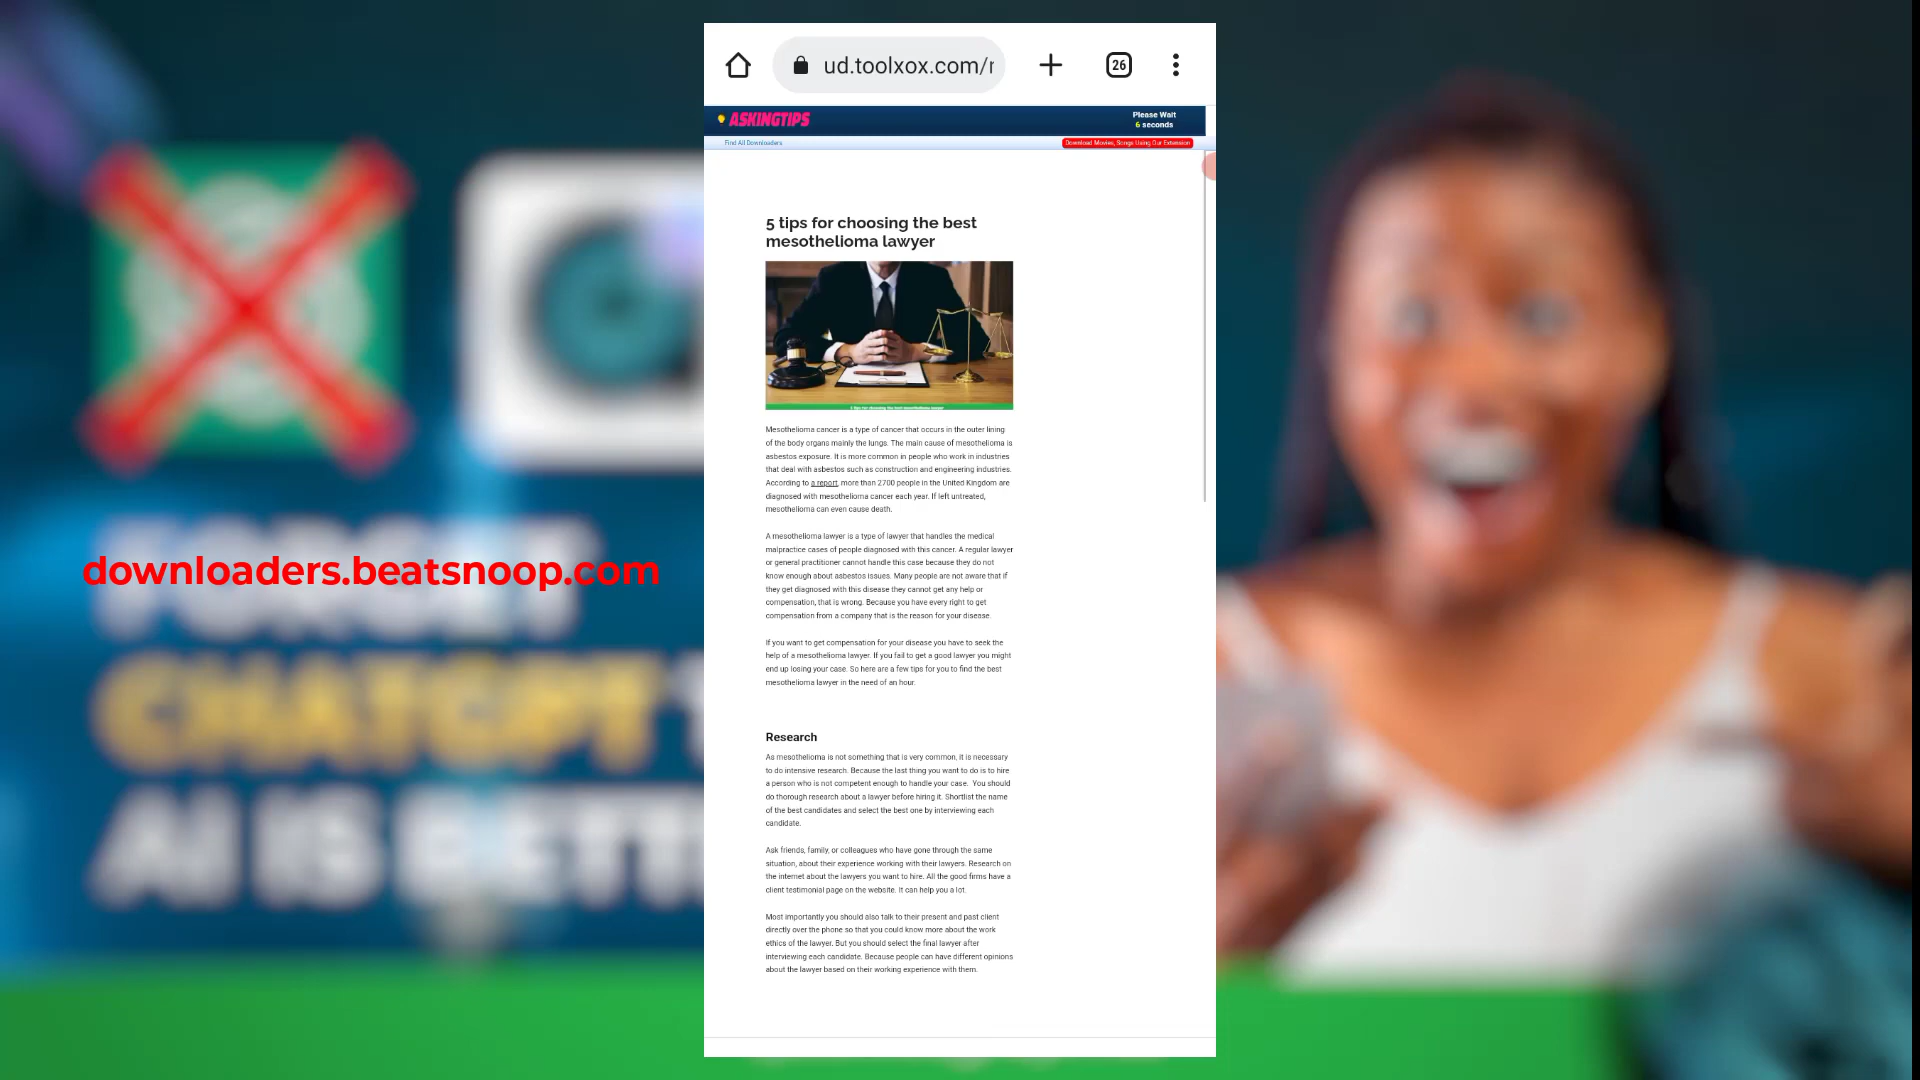 ud.toolxox.com/r
26
ASKINGTIPS
Please Wait
6 seconds
Find All Downloaders
Download Movies, Songs Using Our Extension
5 tips for choosing the best
mesothelioma lawyer
5 tips for choosing the best mesothelioma lawyer
Mesothelioma cancer is a type of cancer that occurs in the outer lining
of the body organs mainly the lungs. The main cause of mesothelioma is
asbestos exposure. It is more common in people who work in industries
that deal with asbestos such as construction and engineering industries.
According to a report, more than 2700 people in the United Kingdom are
diagnosed with mesothelioma cancer each year. If left untreated,
mesothelioma can even cause death.
A mesothelioma lawyer is a type of lawyer that handles the medical
malpractice cases of people diagnosed with this cancer. A regular lawyer
or general practitioner cannot handle this case because they do not
know enough about asbestos issues. Many people are not aware that if
they get diagnosed with this disease they cannot get any help or
compensation, that is wrong. Because you have every right to get
compensation from a company that is the reason for your disease.
If you want to get compensation for your disease you have to seek the
help of a mesothelioma lawyer. If you fail to get a good lawyer you might
end up losing your case. So here are a few tips for you to find the best
mesothelioma lawyer in the need of an hour.
Research
As mesothelioma is not something that is very common, it is necessary
to do intensive research. Because the last thing you want to do is to hire
a person who is not competent enough to handle your case. You should
do thorough research about a lawyer before hiring it. Shortlist the name
of the best candidates and select the best one by interviewing each
candidate.
Ask friends, family, or colleagues who have gone through the same
situation, about their experience working with their lawyers. Research on
the internet about the lawyers you want to hire. All the good firms have a
client testimonial page on the website. It can help you a lot.
Most importantly you should also talk to their present and past client
directly over the phone so that you could know more about the work
ethics of the lawyer. But you should select the final lawyer after
interviewing each candidate. Because people can have different opinions
about the lawyer based on their working experience with them.
downloaders.beatsnoop.com
FORGET
CHATGPT
AI IS